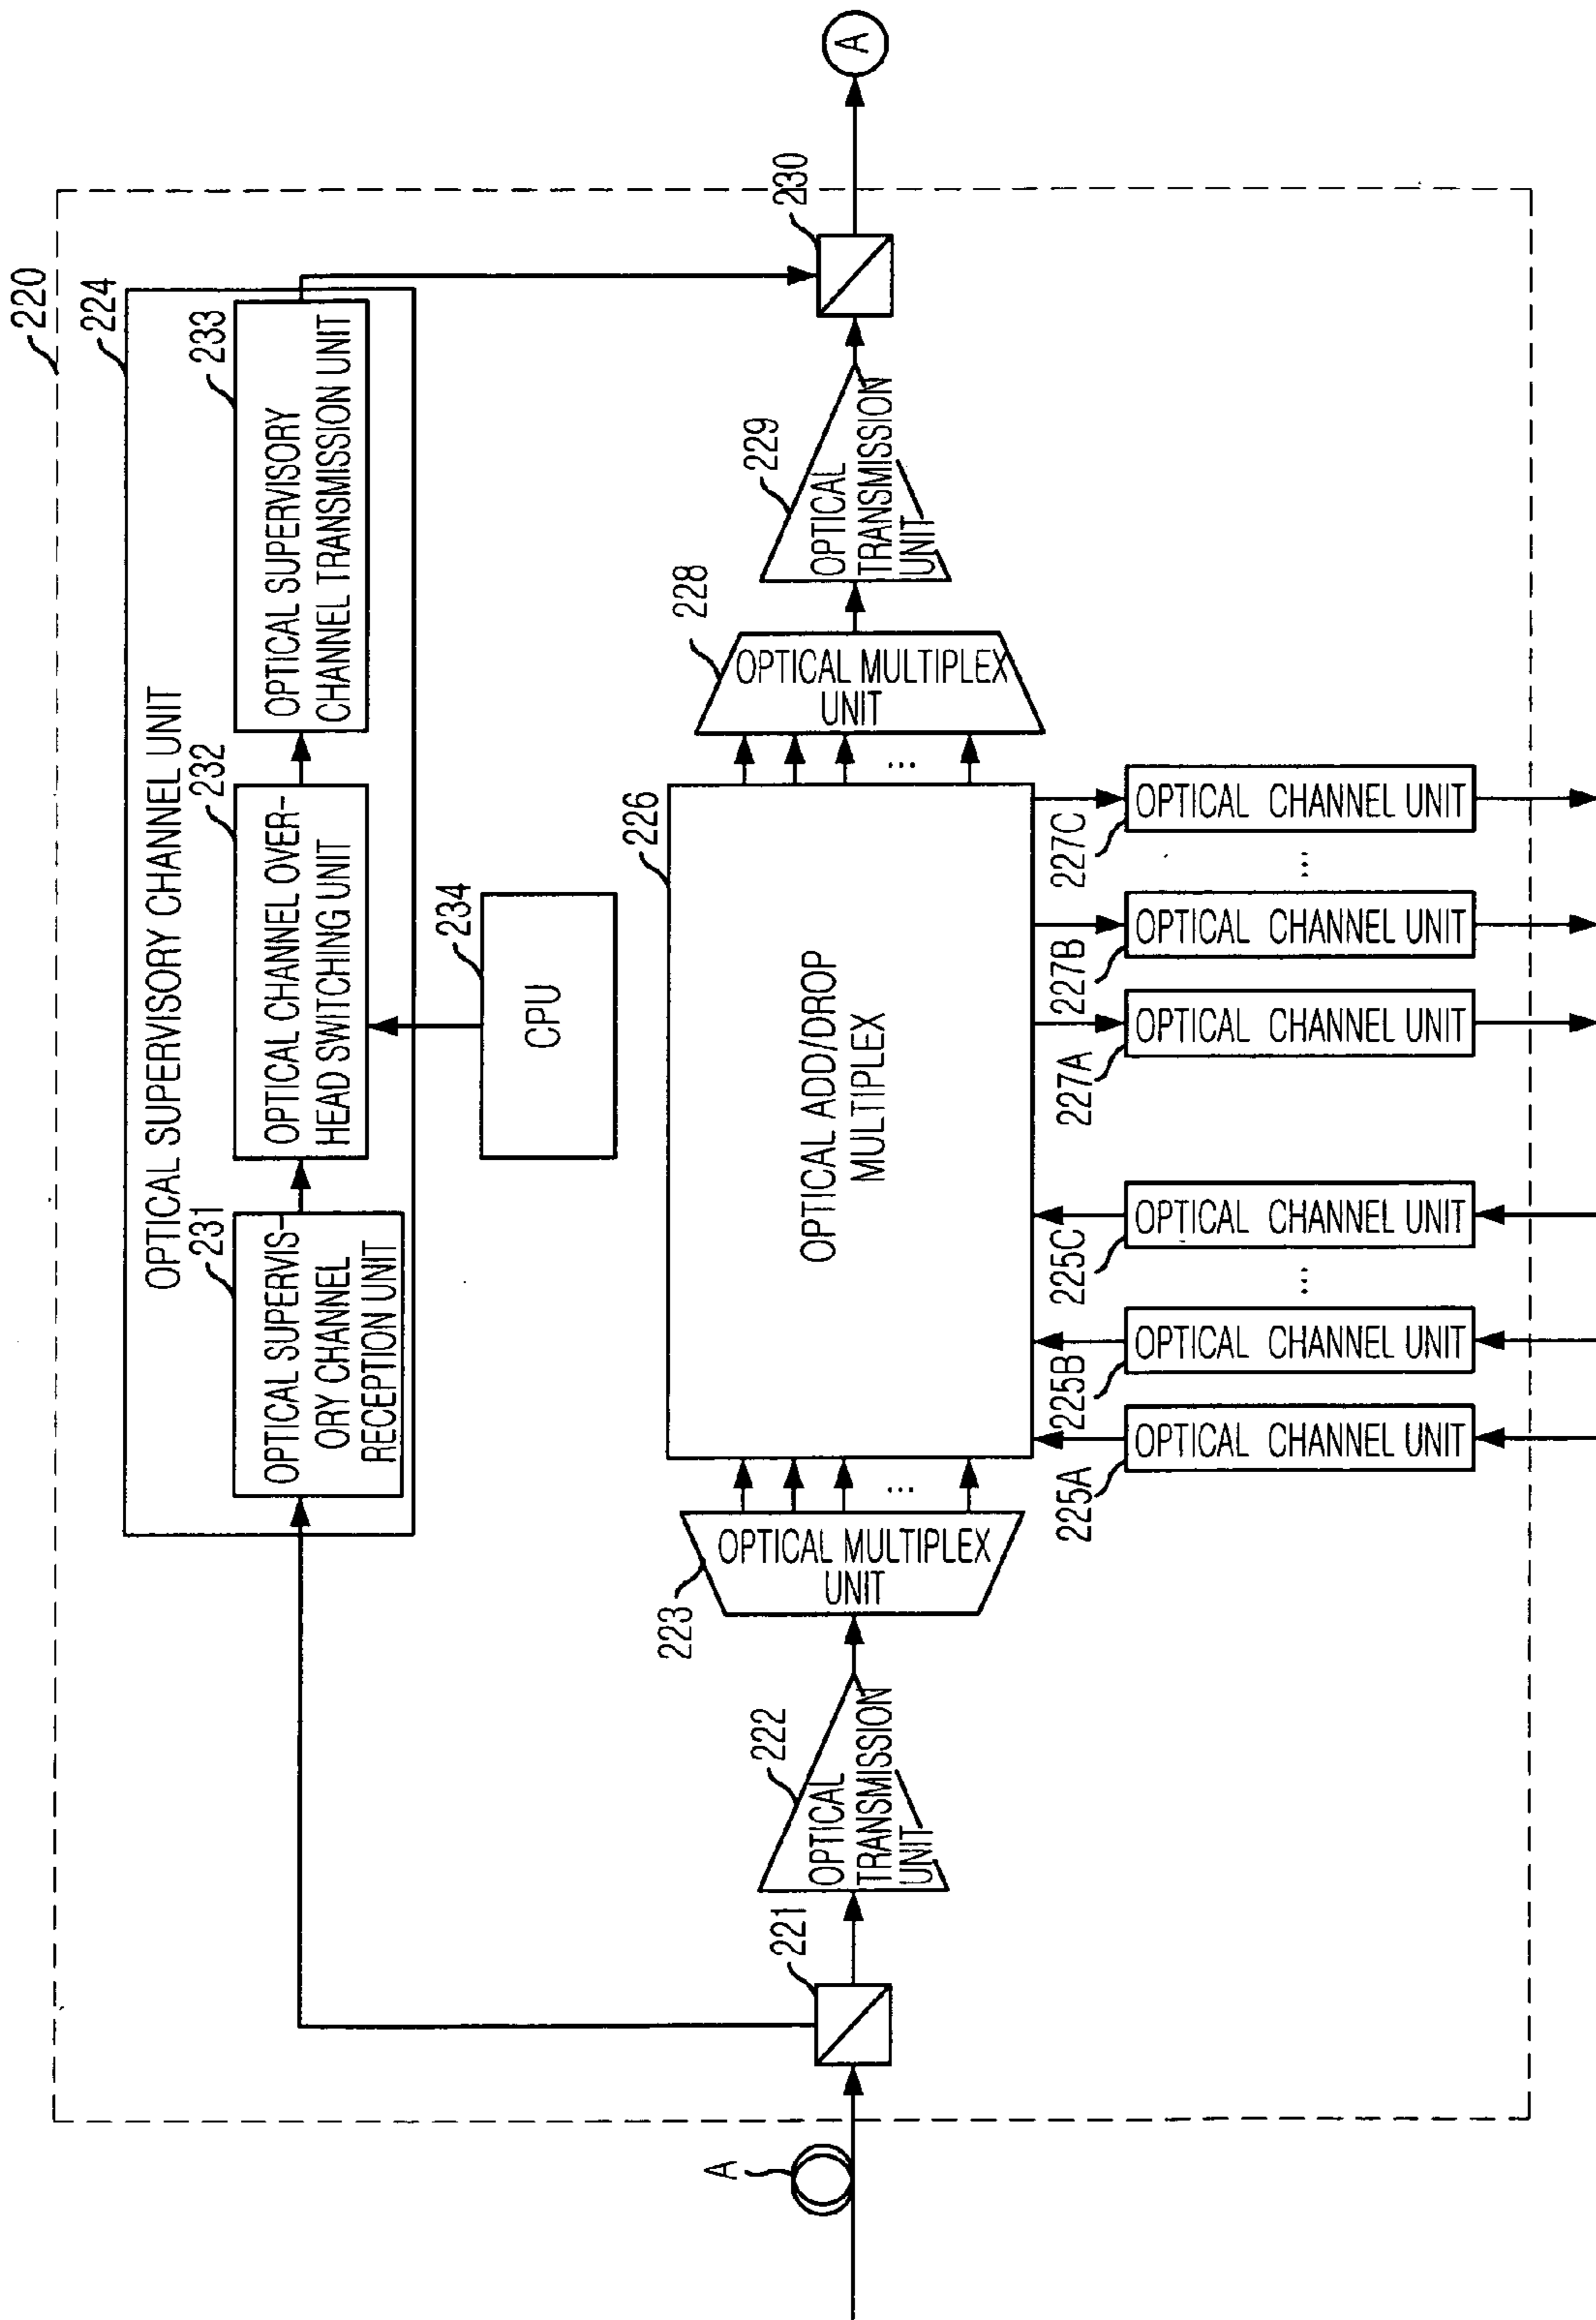 220
224
OPTICAL SUPERVISORY CHANNEL UNIT
231
OPTICAL SUPERVIS-
ORY CHANNEL
RECEPTION UNIT
232
OPTICAL CHANNEL OVER-
HEAD SWITCHING UNIT
233
OPTICAL SUPERVISORY
CHANNEL TRANSMISSION UNIT
234
CPU
A
221
222
OPTICAL
TRANSMISSION
UNIT
223
OPTICAL MULTIPLEX
UNIT
...
226
OPTICAL ADD/DROP
MULTIPLEX
...
228
OPTICAL MULTIPLEX
UNIT
229
OPTICAL
TRANSMISSION
UNIT
230
A
225A
OPTICAL CHANNEL UNIT
225B
OPTICAL CHANNEL UNIT
...
225C
OPTICAL CHANNEL UNIT
227A
OPTICAL CHANNEL UNIT
227B
OPTICAL CHANNEL UNIT
...
227C
OPTICAL CHANNEL UNIT